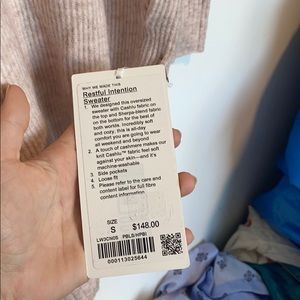 WHY WE MADE THIS
Restful Intention
Sweater
1. We designed this oversized
sweater with Cashlu fabric on
the top and Sherpa-blend fabric
on the bottom for the best of
both worlds. Incredibly soft
and cozy, this is all-day
comfort you are going to wear
all weekend and beyond
2. A touch of cashmere makes our
knit Cashlu™ fabric feel soft
against your skin—and it's
machine-washable
3. Side pockets
4. Loose fit
5. Please refer to the care and
content label for full fibre
content information
SIZE
S
$148.00
LW3CN0S PBLS/HPBI
000113025644